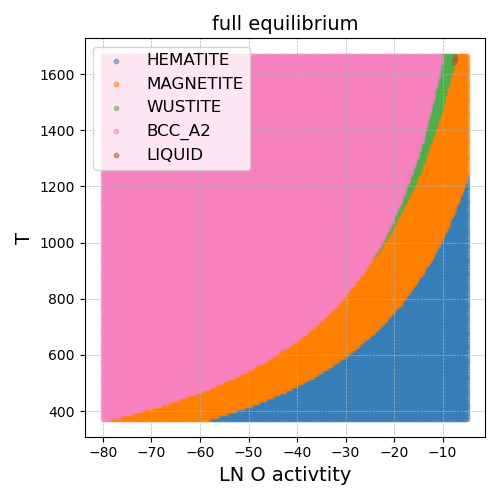 full equilibrium
HEMATITE
MAGNETITE
WUSTITE
BCC_A2
LIQUID
T
1600
1400
1200
1000
800
600
400
−80 −70 −60 −50 −40 −30 −20 −10
LN O activtity